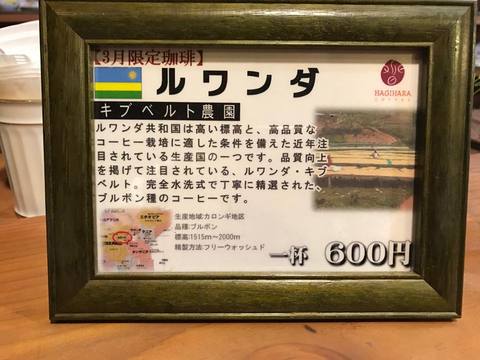 【3月限定珈琲】
ルワンダ
HAGIHARA
COFFEE
キブベルト農園
ルワンダ共和国は高い標高と、高品質な
コーヒー栽培に適した条件を備えた近年注
目されている生産国の一つです。品質向上
を掲げて注目されている、ルワンダ・キブ
ベルト。完全水洗式で丁寧に精選された、
ブルボン種のコーヒーです。
生産地域:カロンギ地区
品種:ブルボン
標高:1515m～2000m
精製方法:フリーウォッシュド
一杯 600円